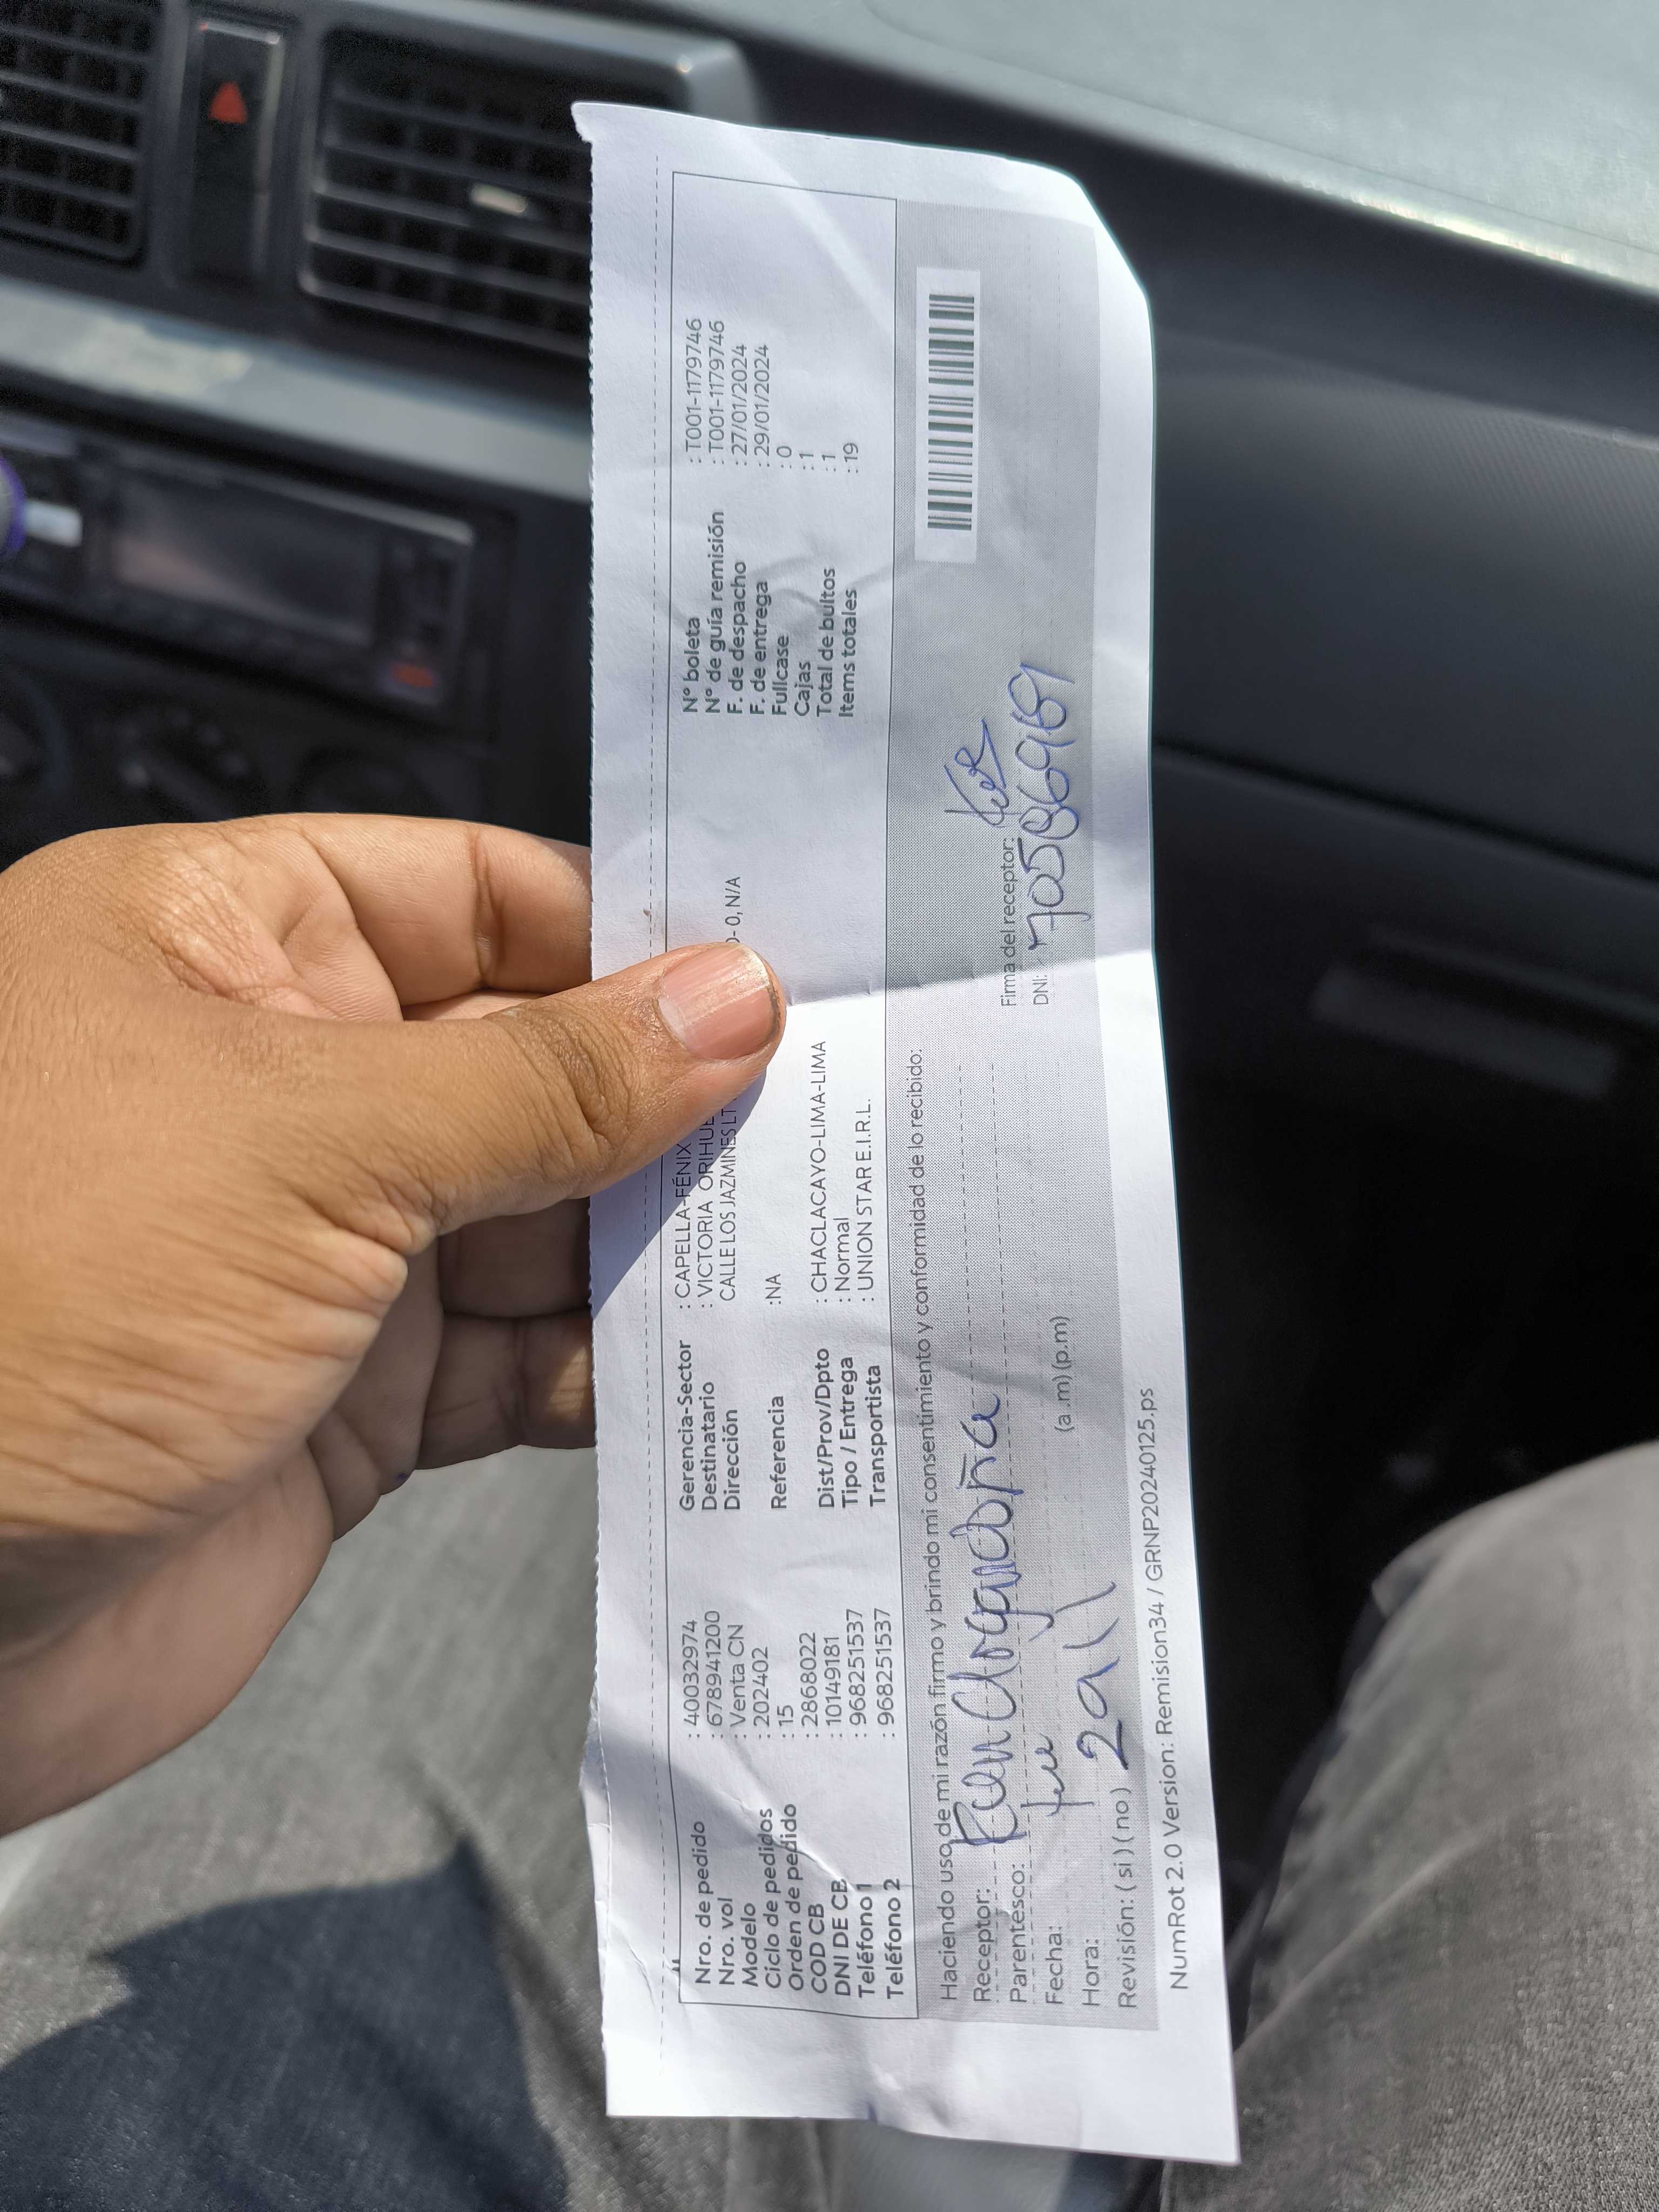 Nro. de pedido : 40032974 Gerencia-Sector : CAPELLA-FÉNIX N° boleta : T001-1179746
Nro. vol : 678941200 Destinatario : VICTORIA ORIHUE N° de guía remisión : T001-1179746
Modelo : Venta CN Dirección CALLE LOS JAZMINES LT - 0, N/A F. de despacho : 27/01/2024
Ciclo de pedidos : 202402 F. de entrega : 29/01/2024
Orden de pedido : 15 Referencia :NA Fullcase : 0
COD CB : 2868022 Dist/Prov/Dpto : CHACLACAYO-LIMA-LIMA Cajas : 1
DNI DE CB : 10149181 Tipo / Entrega : Normal Total de bultos : 1
Teléfono 1 : 968251537 Transportista : UNION STAR E.I.R.L. Items totales : 19
Teléfono 2 : 968251537
Haciendo uso de mi razón firmo y brindo mi consentimiento y conformidad de lo recibido:
Receptor:
Parentesco: Firma del receptor:
Fecha: (a .m) (p.m) DNI:
Hora: 29 1
Revisión: ( si ) ( no )
NumRot 2.0 Version: Remision34 / GRNP20240125.ps